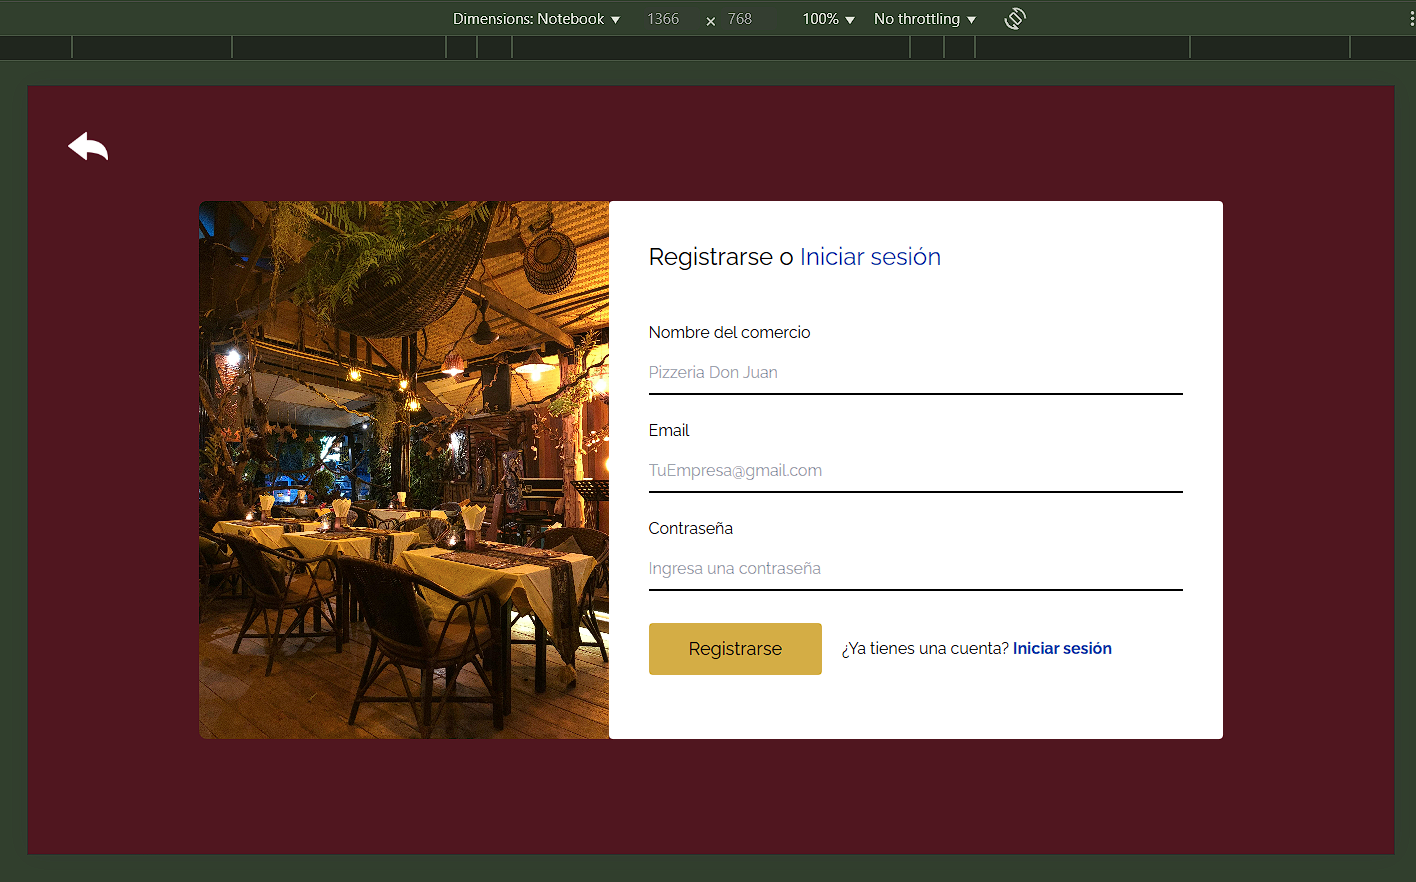 Dimensions: Notebook ▼ 1366 × 768 100% ▼ No throttling ▼
Registrarse o Iniciar sesión
Nombre del comercio
Pizzeria Don Juan
Email
TuEmpresa@gmail.com
Contraseña
Ingresa una contraseña
Registrarse ¿Ya tienes una cuenta? Iniciar sesión